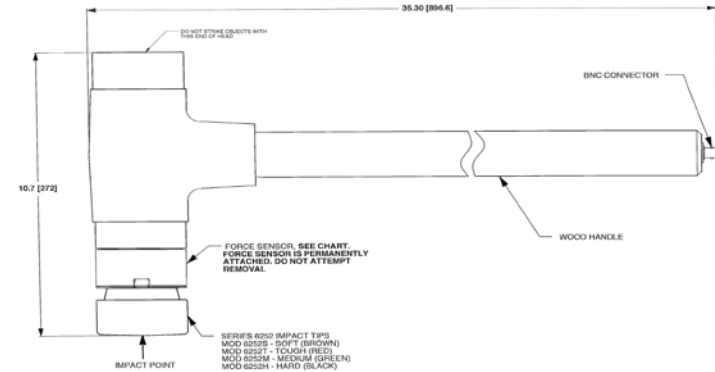 35.30 [896.6]
DO NOT STRIKE OBJECTS WITH
THIS END OF HEAD
BNC CONNECTOR
10.7 [272]
WOOD HANDLE
FORCE SENSOR, SEE CHART.
FORCE SENSOR IS PERMANENTLY
ATTACHED. DO NOT ATTEMPT
REMOVAL
SERIES 6252 IMPACT TIPS
MOD 6252S - SOFT (BROWN)
MOD 6252T - TOUGH (RED)
MOD 6252M - MEDIUM (GREEN)
MOD 6252H - HARD (BLACK)
IMPACT POINT